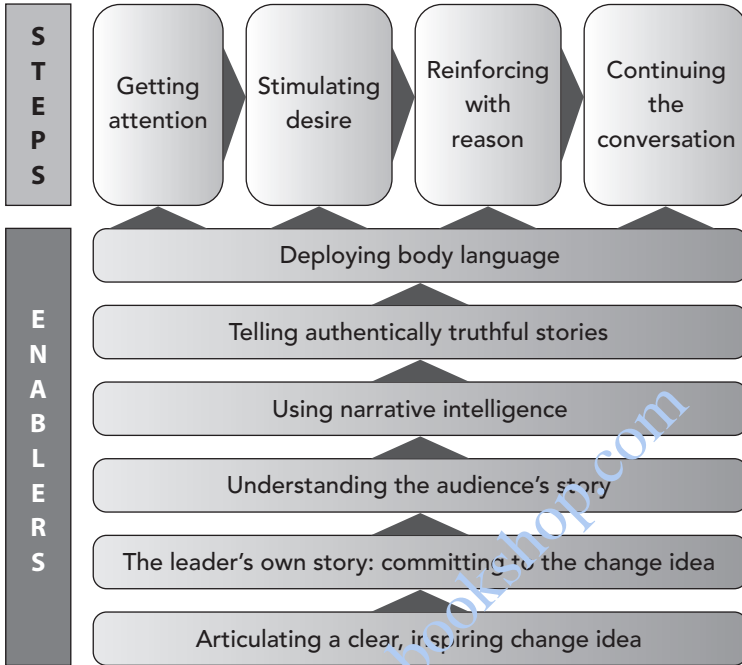 STEPS
Getting
attention
Stimulating
desire
Reinforcing
with
reason
Continuing
the
conversation
ENABLERS
Deploying body language
Telling authentically truthful stories
Using narrative intelligence
Understanding the audience's story
The leader's own story: committing to the change idea
Articulating a clear, inspiring change idea
bookshop.com